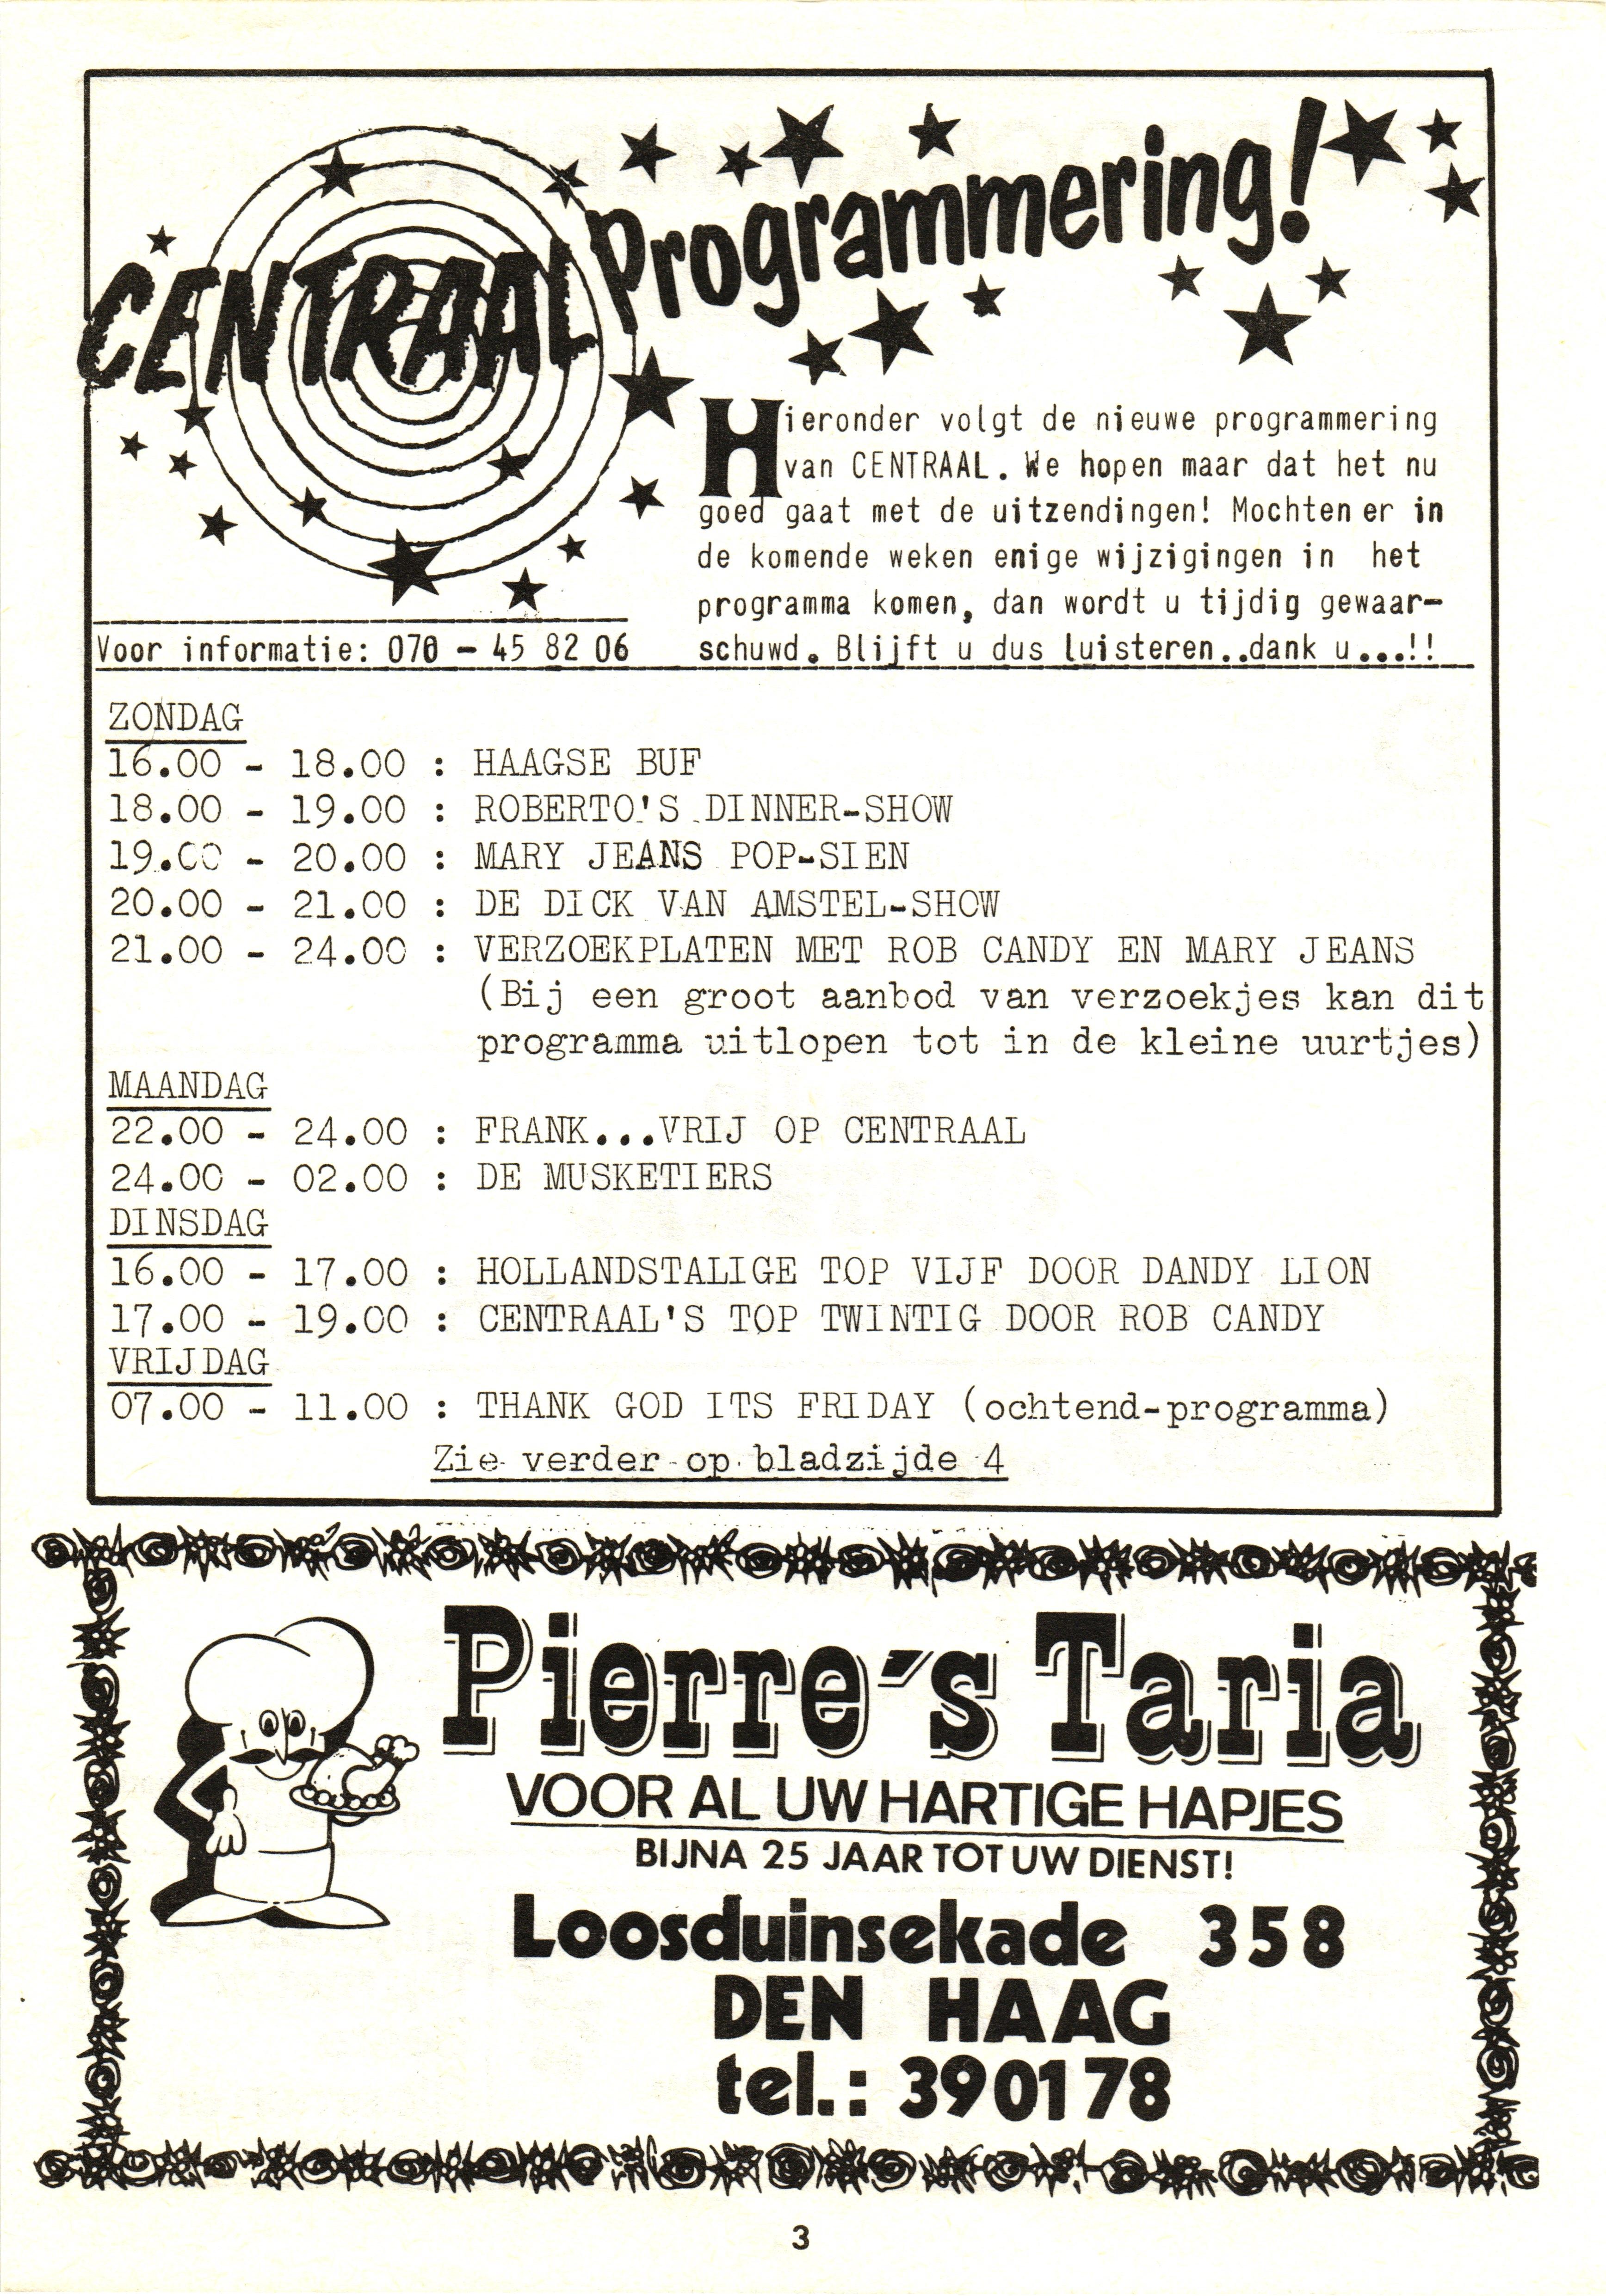 CENTRAAL Programmering!
Hieronder volgt de nieuwe programmering
van CENTRAAL. We hopen maar dat het nu
goed gaat met de uitzendingen! Mochten er in
de komende weken enige wijzigingen in het
programma komen, dan wordt u tijdig gewaar-
schuwd. Blijft u dus luisteren..dank u...!!
Voor informatie: 070 - 45 82 06
ZONDAG
16.00 - 18.00 : HAAGSE BUF
18.00 - 19.00 : ROBERTO'S DINNER-SHOW
19.00 - 20.00 : MARY JEANS POP-SIEN
20.00 - 21.00 : DE DICK VAN AMSTEL-SHOW
21.00 - 24.00 : VERZOEKPLATEN MET ROB CANDY EN MARY JEANS
(Bij een groot aanbod van verzoekjes kan dit
programma uitlopen tot in de kleine uurtjes)
MAANDAG
22.00 - 24.00 : FRANK...VRIJ OP CENTRAAL
24.00 - 02.00 : DE MUSKETIERS
DINSDAG
16.00 - 17.00 : HOLLANDSTALIGE TOP VIJF DOOR DANDY LION
17.00 - 19.00 : CENTRAAL'S TOP TWINTIG DOOR ROB CANDY
VRIJDAG
07.00 - 11.00 : THANK GOD ITS FRIDAY (ochtend-programma)
Zie verder op bladzijde 4
Pierre's Taria
VOOR AL UW HARTIGE HAPJES
BIJNA 25 JAAR TOT UW DIENST!
Loosduinsekade 358
DEN HAAG
tel.: 390178
3